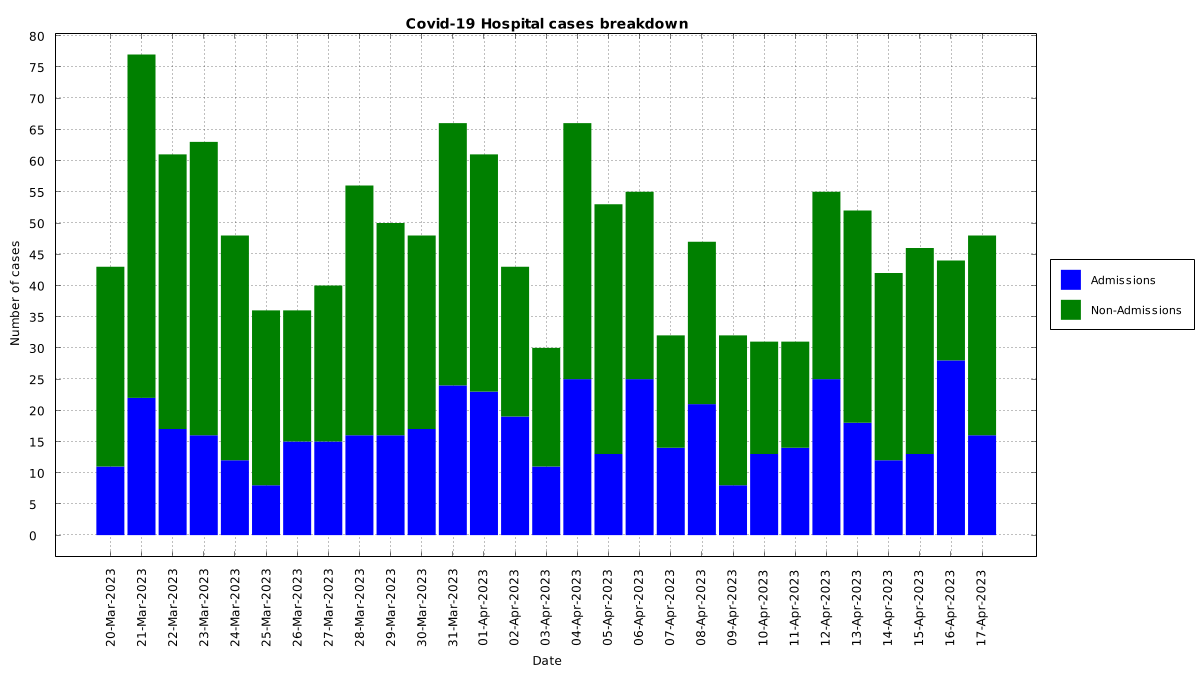 Covid-19 Hospital cases breakdown
80
75
70
65
60
55
50
45
40
35
30
25
20
15
10
5
0
Number of cases
Admissions
Non-Admissions
20-Mar-2023
21-Mar-2023
22-Mar-2023
23-Mar-2023
24-Mar-2023
25-Mar-2023
26-Mar-2023
27-Mar-2023
28-Mar-2023
29-Mar-2023
30-Mar-2023
31-Mar-2023
01-Apr-2023
02-Apr-2023
03-Apr-2023
04-Apr-2023
05-Apr-2023
06-Apr-2023
07-Apr-2023
08-Apr-2023
09-Apr-2023
10-Apr-2023
11-Apr-2023
12-Apr-2023
13-Apr-2023
14-Apr-2023
15-Apr-2023
16-Apr-2023
17-Apr-2023
Date